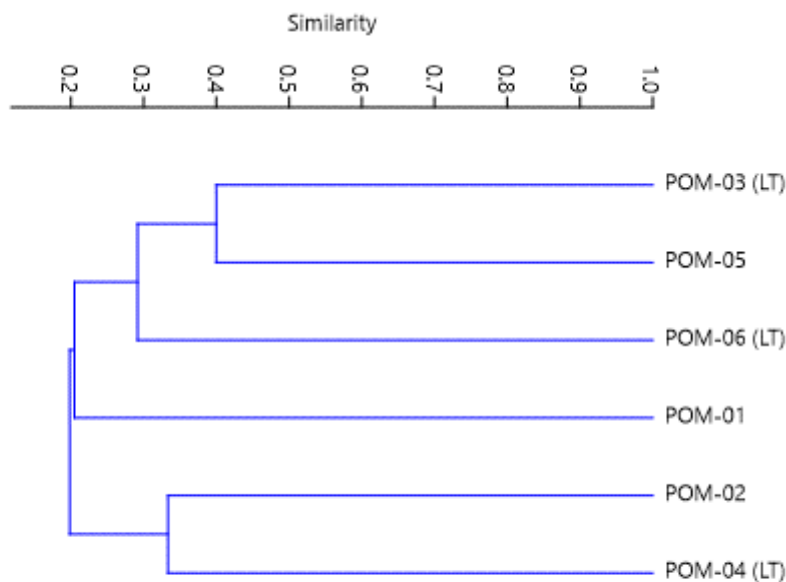 Similarity
0.2 0.3 0.4 0.5 0.6 0.7 0.8 0.9 1.0
POM-03 (LT)
POM-05
POM-06 (LT)
POM-01
POM-02
POM-04 (LT)